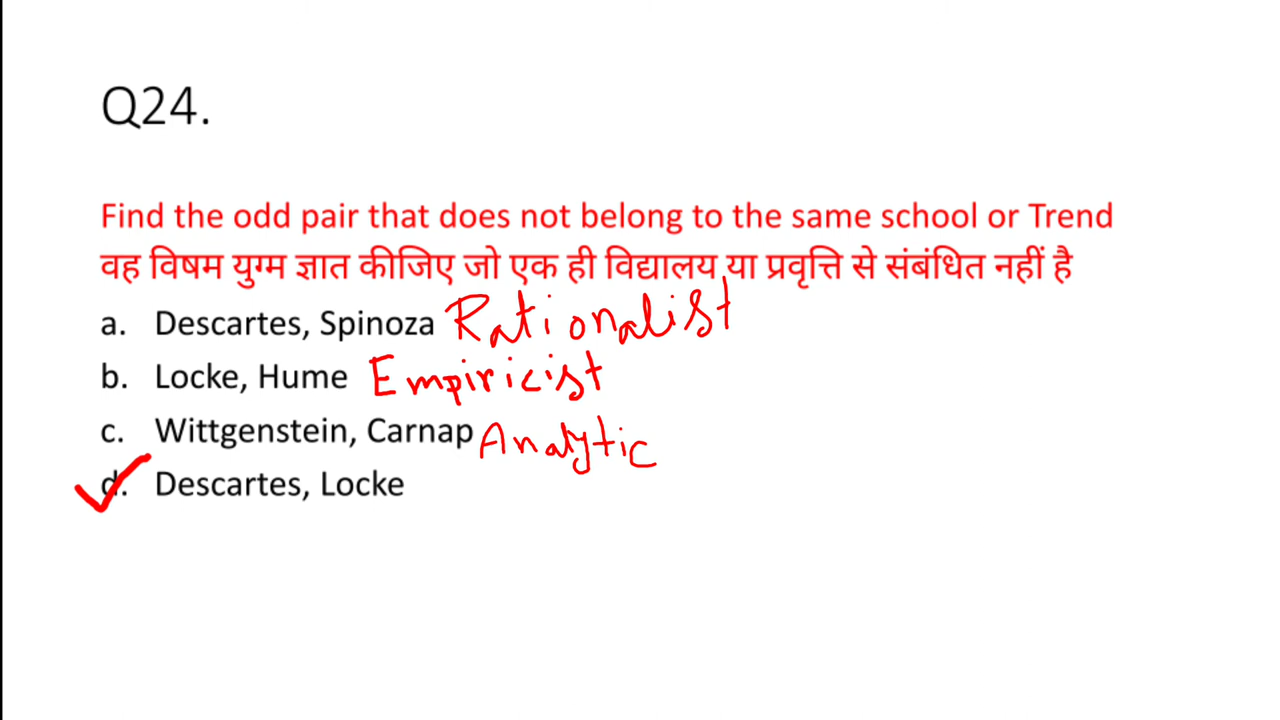 Q24.
Find the odd pair that does not belong to the same school or Trend
वह विषम युग्म ज्ञात कीजिए जो एक ही विद्यालय या प्रवृत्ति से संबंधित नहीं है
a. Descartes, Spinoza Rationalist
b. Locke, Hume Empiricist
c. Wittgenstein, Carnap Analytic
d. Descartes, Locke